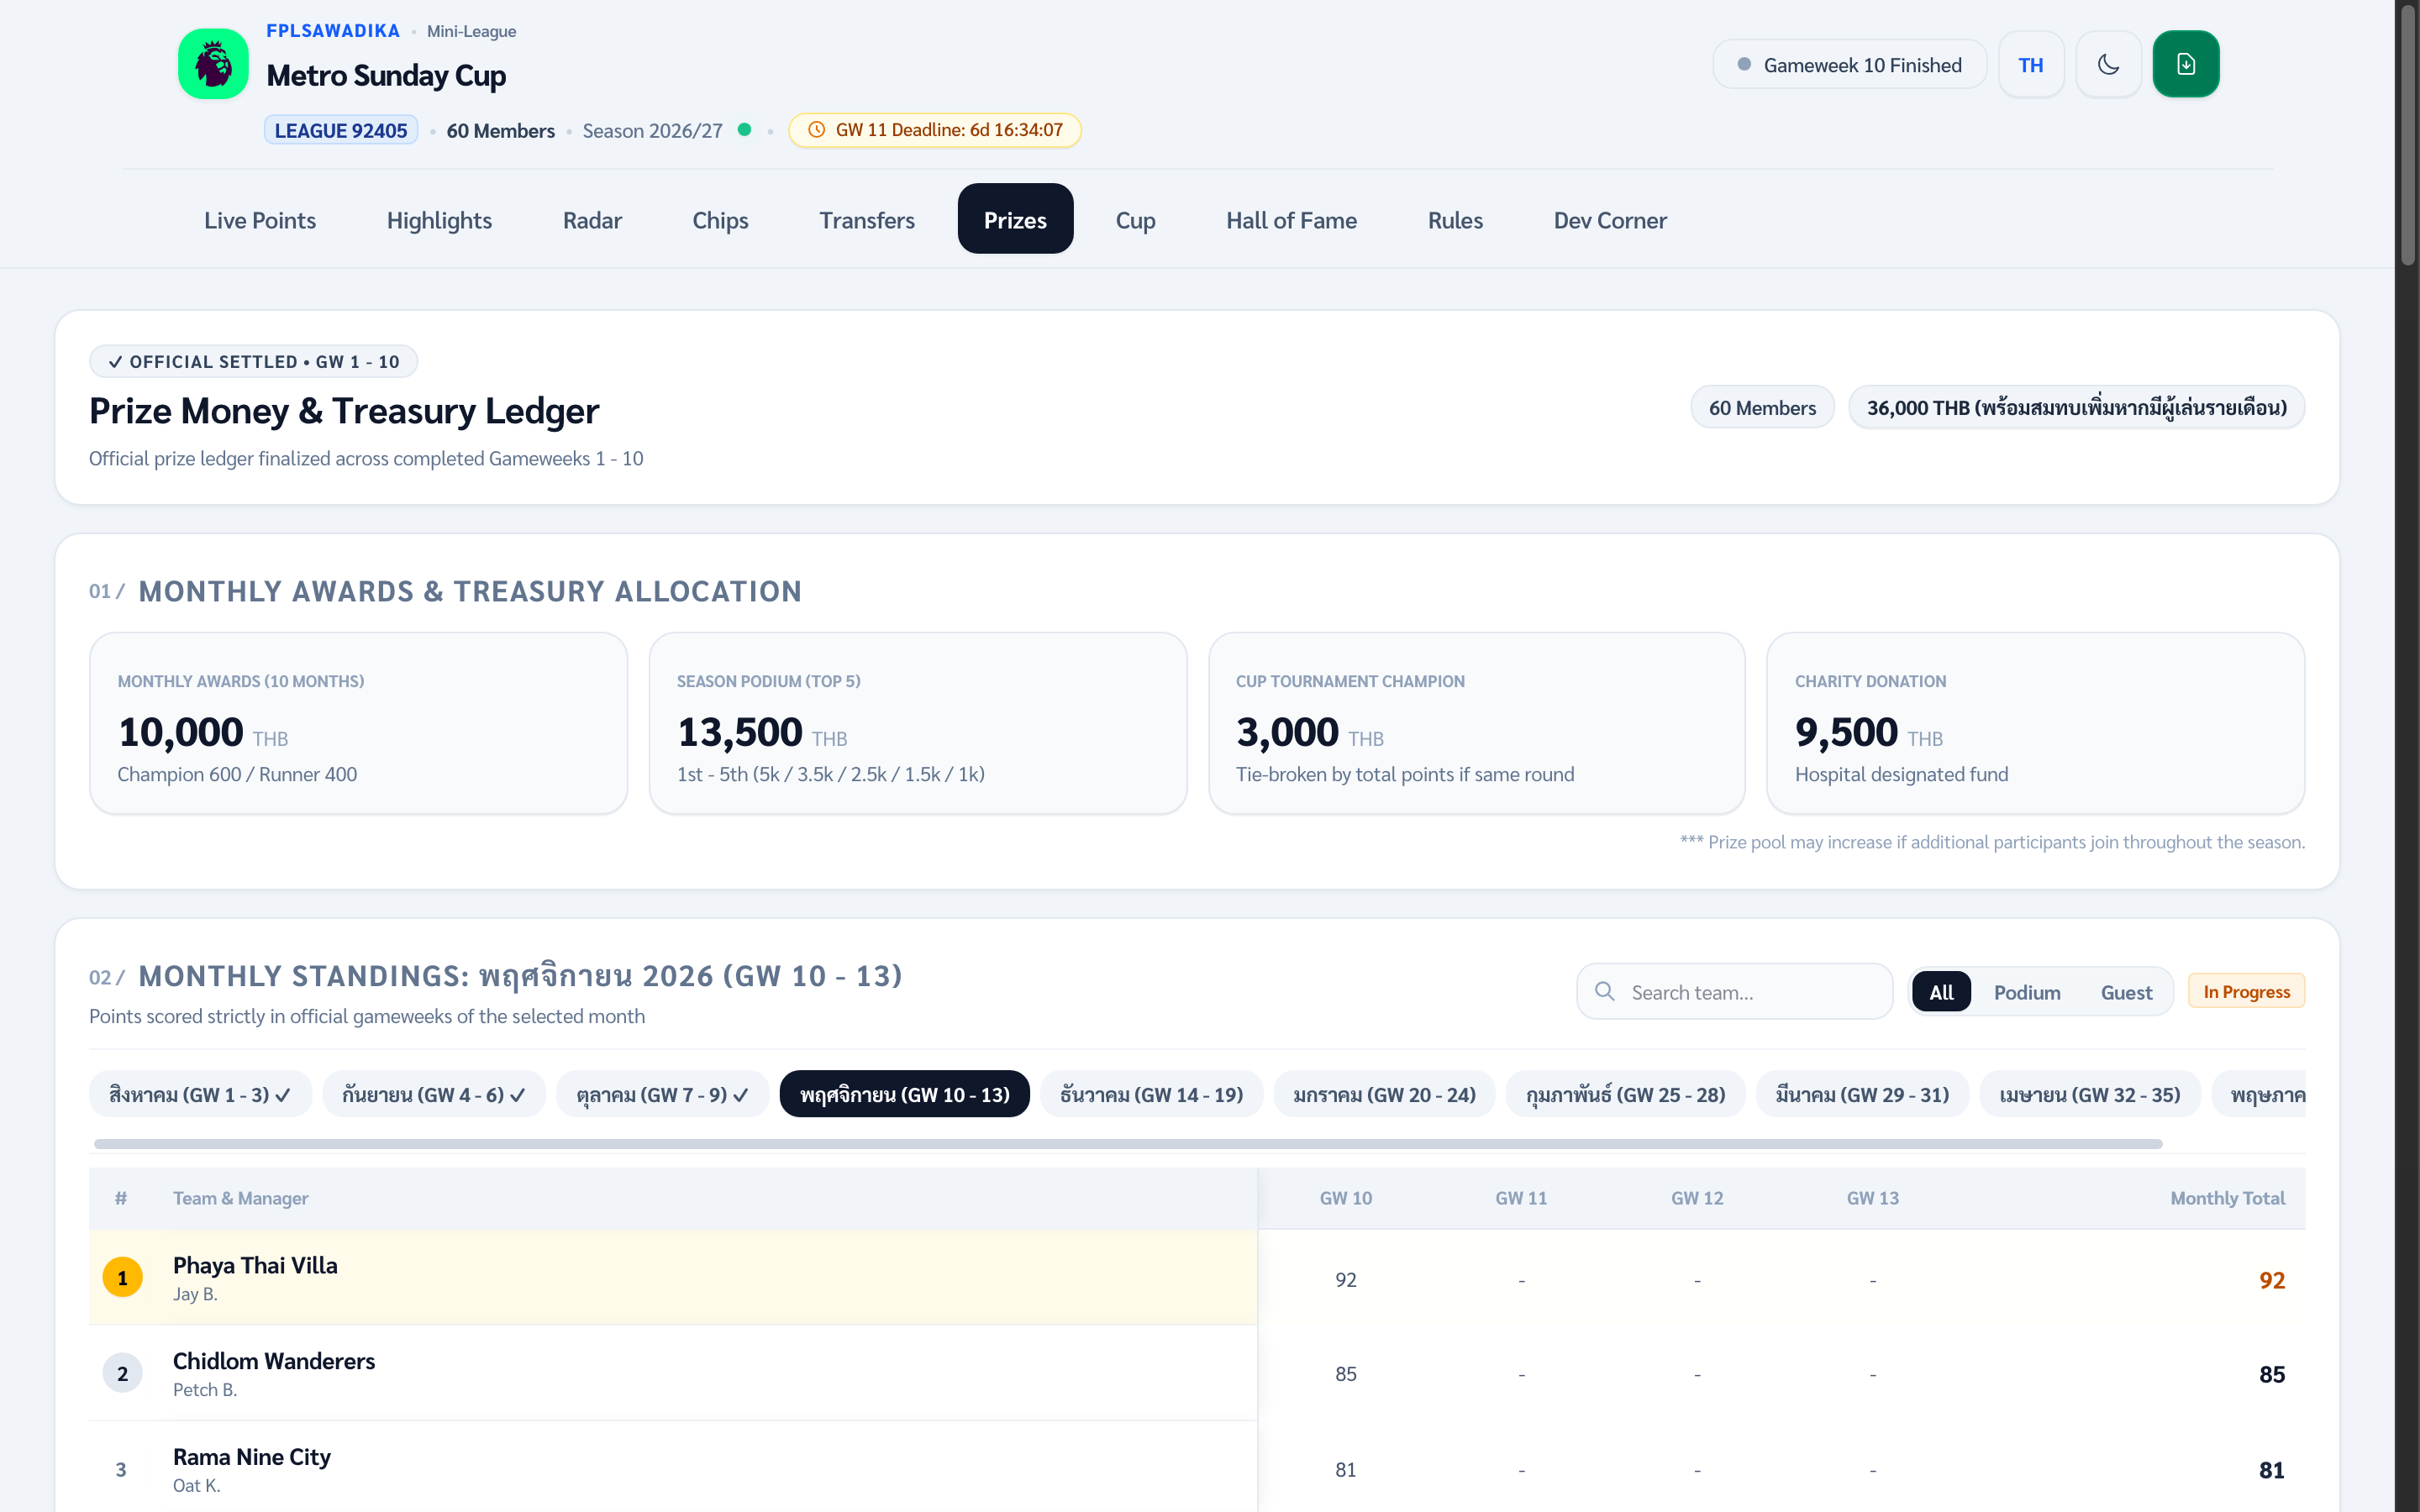 FPLSAWADIKA • Mini-League
Metro Sunday Cup
LEAGUE 92405 • 60 Members • Season 2026/27 • GW 11 Deadline: 6d 16:34:07
Gameweek 10 Finished
TH
Live Points Highlights Radar Chips Transfers Prizes Cup Hall of Fame Rules Dev Corner
✓ OFFICIAL SETTLED • GW 1 - 10
Prize Money & Treasury Ledger
Official prize ledger finalized across completed Gameweeks 1 - 10
60 Members
36,000 THB (พร้อมสมทบเพิ่มหากมีผู้เล่นรายเดือน)
01 / MONTHLY AWARDS & TREASURY ALLOCATION
MONTHLY AWARDS (10 MONTHS)
10,000 THB
Champion 600 / Runner 400
SEASON PODIUM (TOP 5)
13,500 THB
1st - 5th (5k / 3.5k / 2.5k / 1.5k / 1k)
CUP TOURNAMENT CHAMPION
3,000 THB
Tie-broken by total points if same round
CHARITY DONATION
9,500 THB
Hospital designated fund
*** Prize pool may increase if additional participants join throughout the season.
02 / MONTHLY STANDINGS: พฤศจิกายน 2026 (GW 10 - 13)
Points scored strictly in official gameweeks of the selected month
Search team...
All Podium Guest
In Progress
สิงหาคม (GW 1 - 3) ✓ กันยายน (GW 4 - 6) ✓ ตุลาคม (GW 7 - 9) ✓ พฤศจิกายน (GW 10 - 13) ธันวาคม (GW 14 - 19) มกราคม (GW 20 - 24) กุมภาพันธ์ (GW 25 - 28) มีนาคม (GW 29 - 31) เมษายน (GW 32 - 35) พฤษภาค
# Team & Manager GW 10 GW 11 GW 12 GW 13 Monthly Total
1 Phaya Thai Villa 92 - - - 92
Jay B.
2 Chidlom Wanderers 85 - - - 85
Petch B.
3 Rama Nine City 81 - - - 81
Oat K.